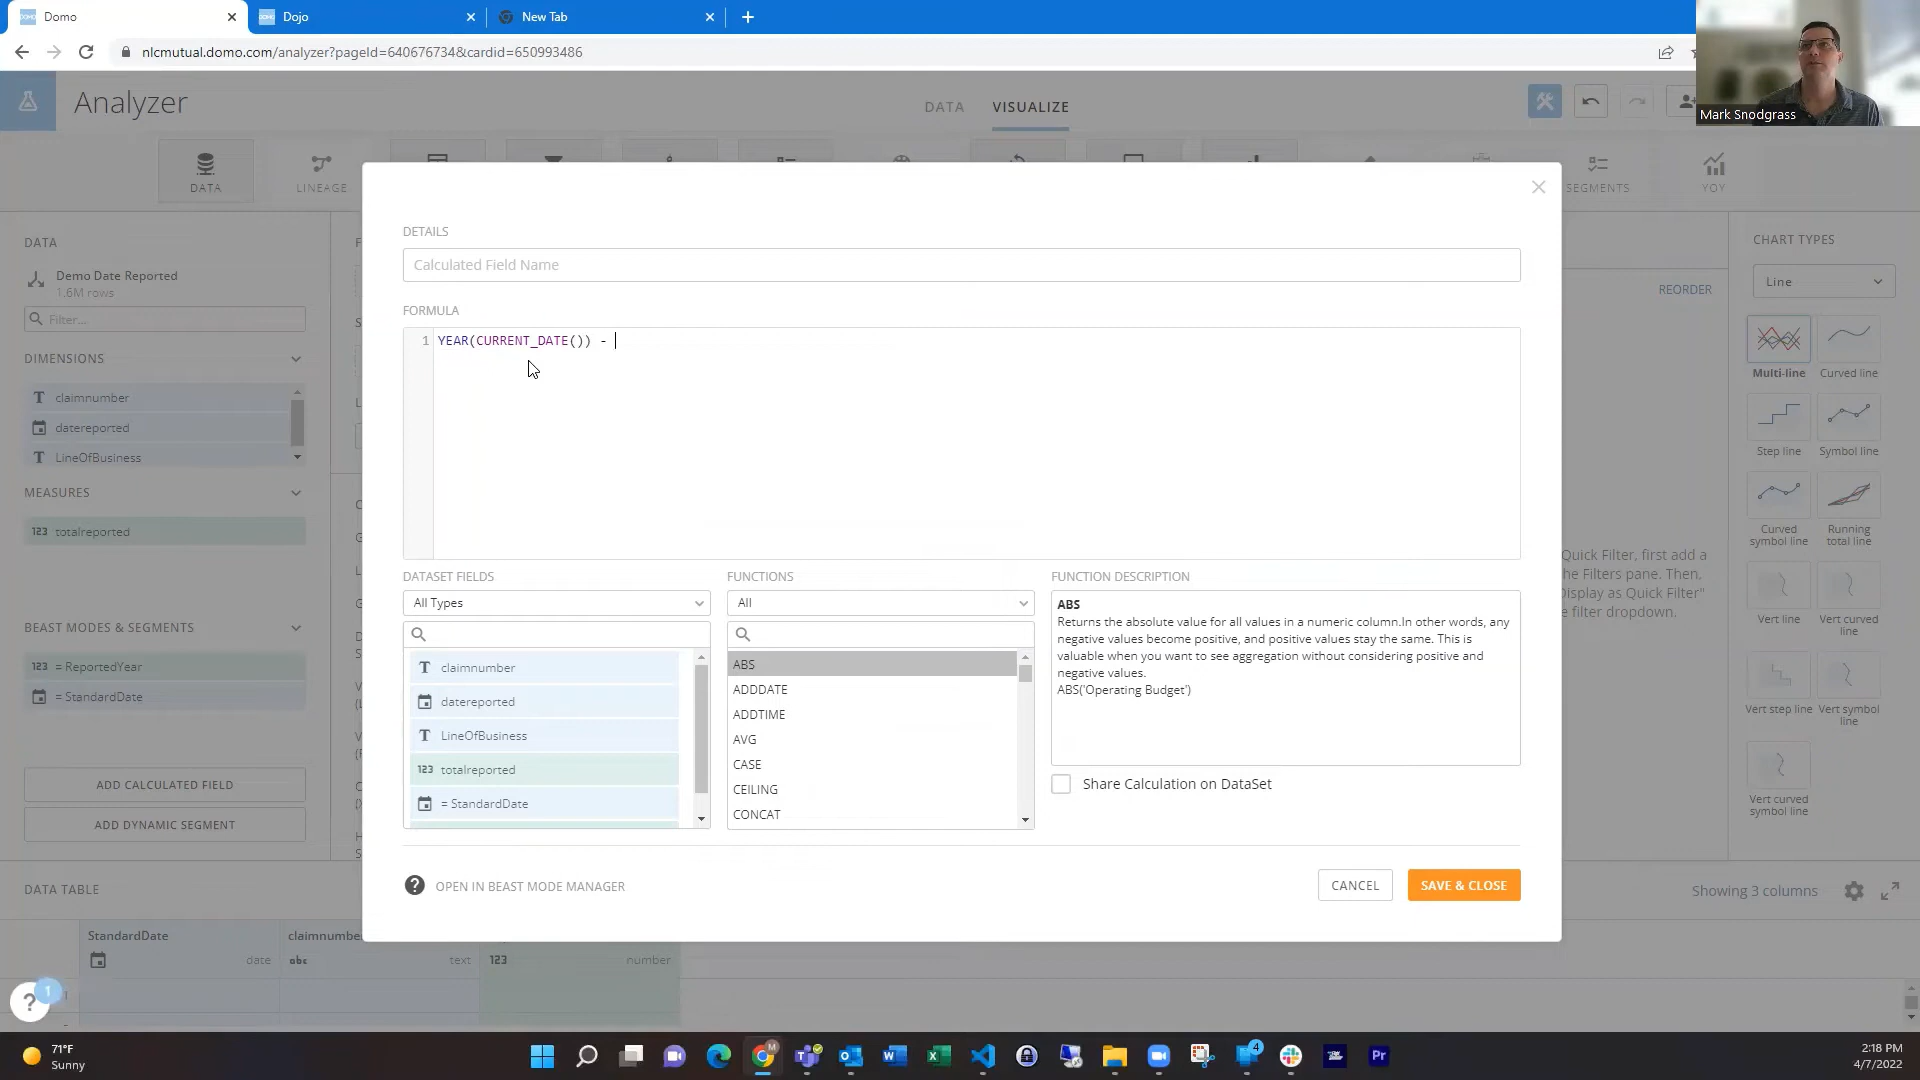 Domo
Dojo
New Tab
nlcmutual.domo.com/analyzer?pageId=640676734&cardid=650993486
Mark Snodgrass
Analyzer
DATA
VISUALIZE
DATA
LINEAGE
SEGMENTS
YOY
DATA
Demo Date Reported
1.6M rows
Filter...
DIMENSIONS
T claimnumber
datereported
T LineOfBusiness
MEASURES
123 totalreported
BEAST MODES & SEGMENTS
123 = ReportedYear
= StandardDate
ADD CALCULATED FIELD
ADD DYNAMIC SEGMENT
DETAILS
Calculated Field Name
FORMULA
1 YEAR(CURRENT_DATE()) -
DATASET FIELDS
All Types
T claimnumber
datereported
T LineOfBusiness
123 totalreported
= StandardDate
FUNCTIONS
All
ABS
ADDDATE
ADDTIME
AVG
CASE
CEILING
CONCAT
FUNCTION DESCRIPTION
ABS
Returns the absolute value for all values in a numeric column.In other words, any
negative values become positive, and positive values stay the same. This is
valuable when you want to see aggregation without considering positive and
negative values.
ABS('Operating Budget')
Share Calculation on DataSet
? OPEN IN BEAST MODE MANAGER
CANCEL
SAVE & CLOSE
CHART TYPES
Line
REORDER
Multi-line
Curved line
Step line
Symbol line
Curved
symbol line
Running
total line
Vert line
Vert curved
line
Vert step line
Vert symbol
line
Vert curved
symbol line
Quick Filter, first add a
he Filters pane. Then,
Display as Quick Filter"
e filter dropdown.
DATA TABLE
Showing 3 columns
StandardDate
date
claimnumbe
abc
text
123
number
?
1
71°F
Sunny
4
Pr
2:18 PM
4/7/2022